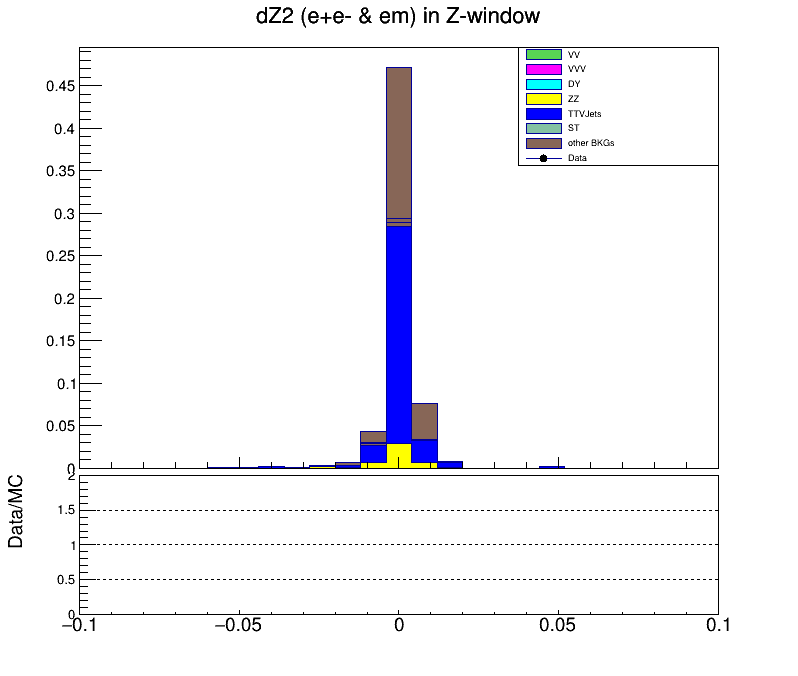 dZ2 (e+e- & em) in Z-window
VV
VVV
DY
ZZ
TTVJets
ST
other BKGs
Data
0.45
0.4
0.35
0.3
0.25
0.2
0.15
0.1
0.05
0
Data/MC
2
1.5
1
0.5
0
−0.1
−0.05
0
0.05
0.1